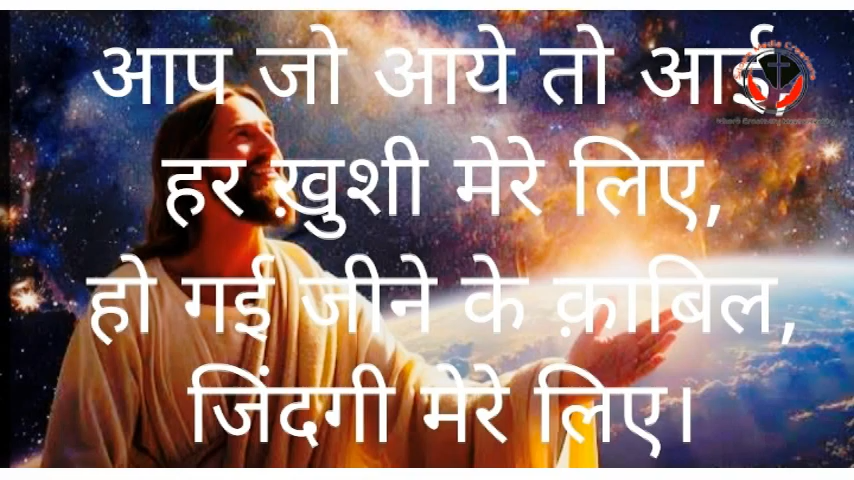 आप जो आये तो आई,
हर ख़ुशी मेरे लिए,
हो गई जीने के क़ाबिल,
जिंदगी मेरे लिए।